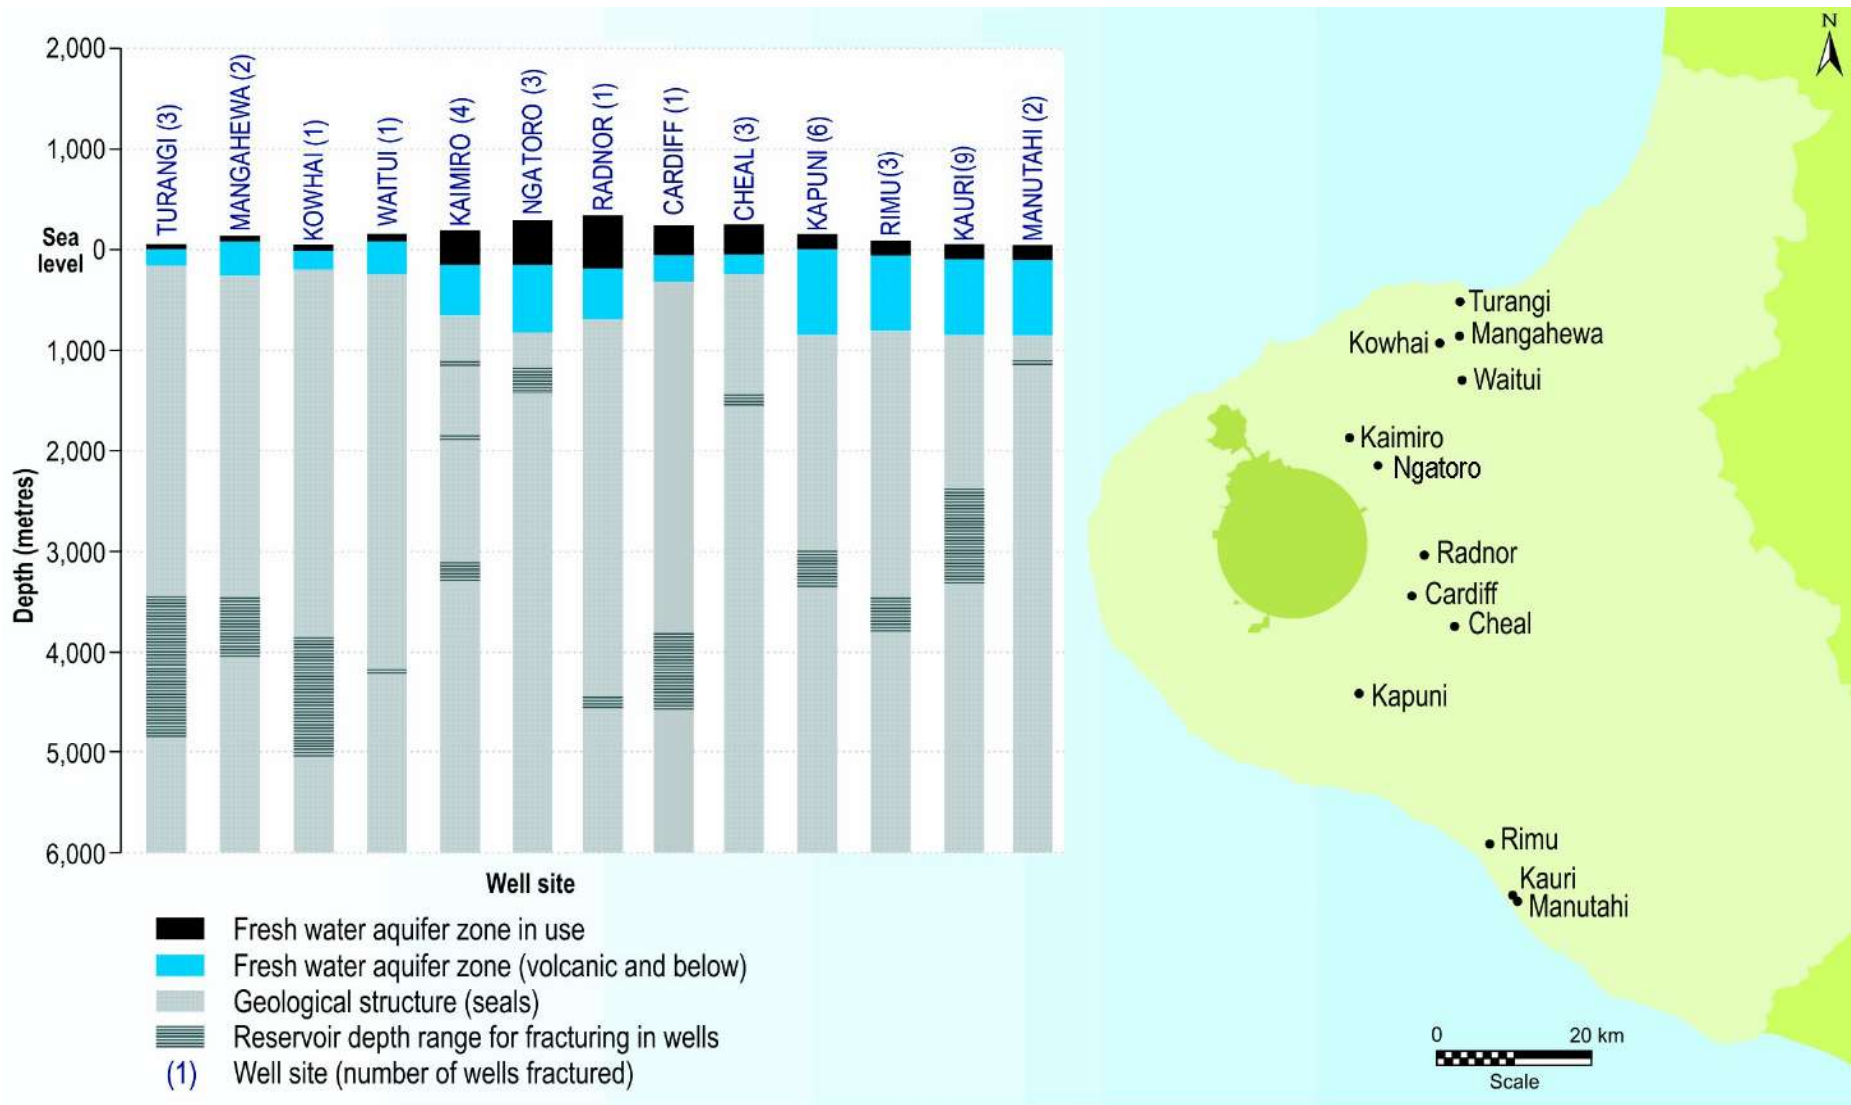 2,000
1,000
Sea
level
0
1,000
2,000
3,000
4,000
5,000
6,000
Depth (metres)
TURANGI (3)
MANGAHEWA (2)
KOWHAI (1)
WAITUI (1)
KAIMIRO (4)
NGATORO (3)
RADNOR (1)
CARDIFF (1)
CHEAL (3)
KAPUNI (6)
RIMU(3)
KAURI(9)
MANUTAHI (2)
Well site
Fresh water aquifer zone in use
Fresh water aquifer zone (volcanic and below)
Geological structure (seals)
Reservoir depth range for fracturing in wells
(1) Well site (number of wells fractured)
N
Turangi
Mangahewa
Kowhai
Waitui
Kaimiro
Ngatoro
Radnor
Cardiff
Cheal
Kapuni
Rimu
Kauri
Manutahi
0 20 km
Scale